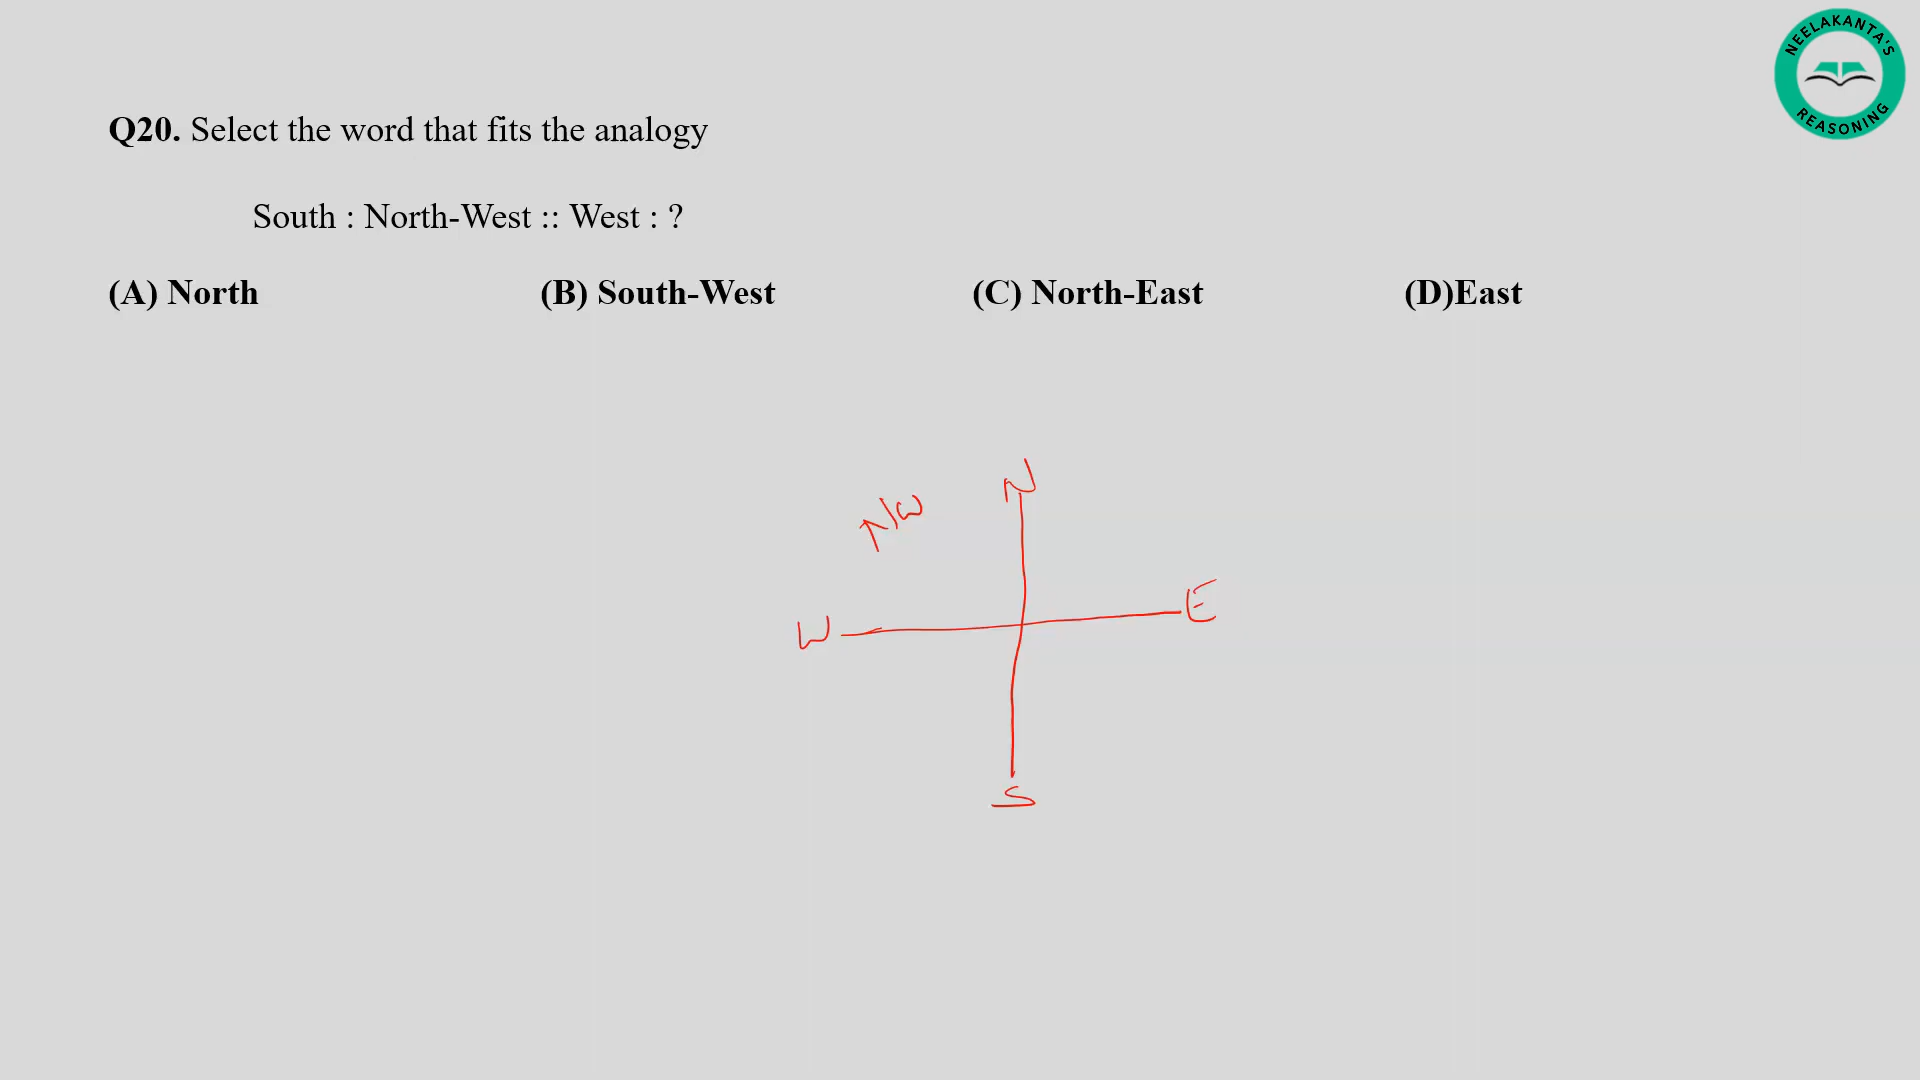 NEELAKANTA'S
REASONING
Q20. Select the word that fits the analogy
South : North-West :: West : ?
(A) North (B) South-West (C) North-East (D)East
N
NW
W E
S